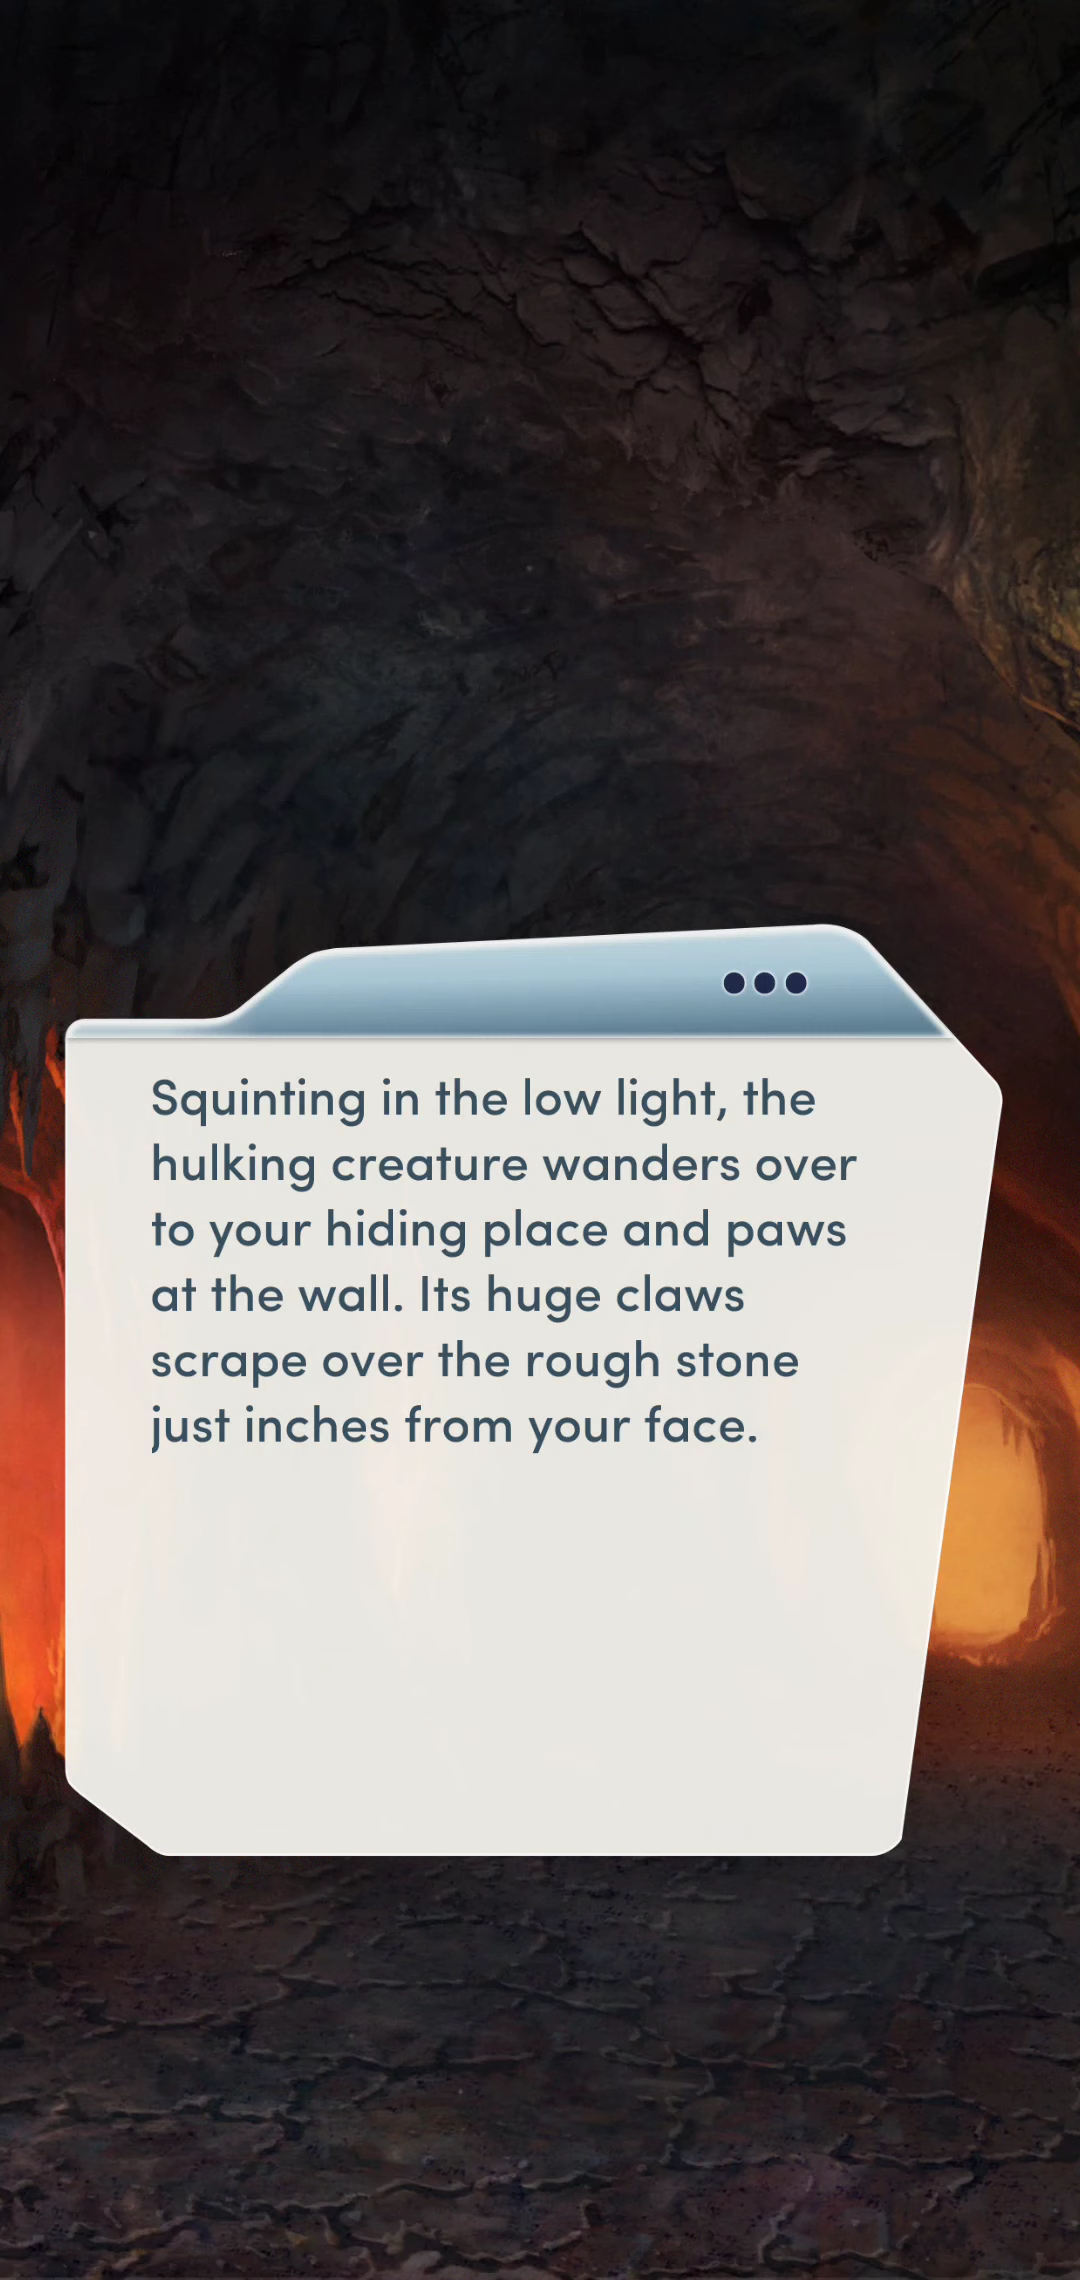 Squinting in the low light, the
hulking creature wanders over
to your hiding place and paws
at the wall. Its huge claws
scrape over the rough stone
just inches from your face.